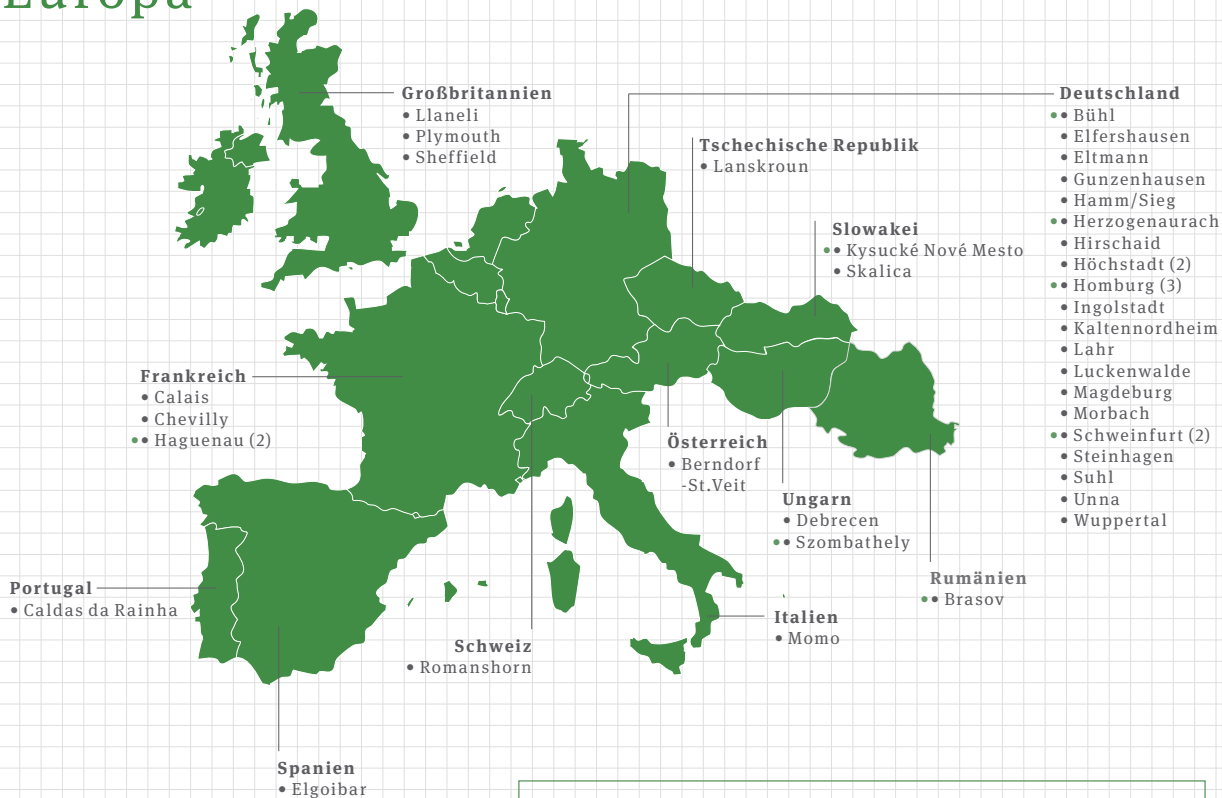 Europa
Großbritannien
• Llaneli
• Plymouth
• Sheffield
Deutschland
•• Bühl
• Elfershausen
• Eltmann
• Gunzenhausen
• Hamm/Sieg
•• Herzogenaurach
• Hirschaid
• Höchstadt (2)
•• Homburg (3)
• Ingolstadt
• Kaltennordheim
• Lahr
• Luckenwalde
• Magdeburg
• Morbach
•• Schweinfurt (2)
• Steinhagen
• Suhl
• Unna
• Wuppertal
Tschechische Republik
• Lanskroun
Slowakei
•• Kysucké Nové Mesto
• Skalica
Frankreich
• Calais
• Chevilly
•• Haguenau (2)
Österreich
• Berndorf
-St.Veit
Ungarn
• Debrecen
•• Szombathely
Rumänien
•• Brasov
Portugal
• Caldas da Rainha
Italien
• Momo
Schweiz
• Romanshorn
Spanien
• Elgoibar